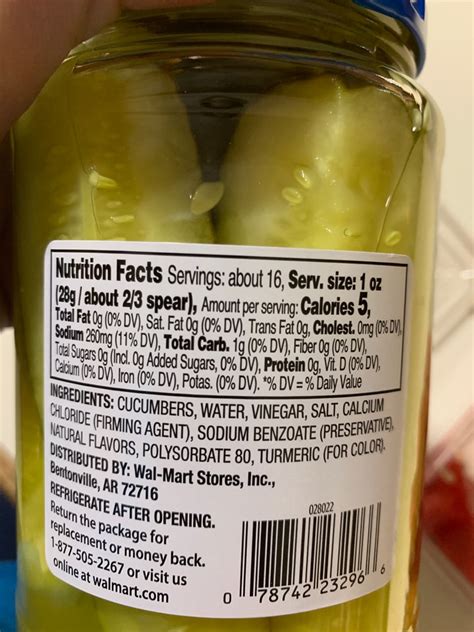 Nutrition Facts Servings: about 16, Serv. size: 1 oz
(28g / about 2/3 spear), Amount per serving: Calories 5,
Total Fat 0g (0% DV), Sat. Fat 0g (0% DV), Trans Fat 0g, Cholest. 0mg (0% DV),
Sodium 260mg (11% DV), Total Carb. 1g (0% DV), Fiber 0g (0% DV),
Total Sugars 0g (Incl. 0g Added Sugars, 0% DV), Protein 0g, Vit. D (0% DV),
Calcium (0% DV), Iron (0% DV), Potas. (0% DV). *% DV = % Daily Value
INGREDIENTS: CUCUMBERS, WATER, VINEGAR, SALT, CALCIUM
CHLORIDE (FIRMING AGENT), SODIUM BENZOATE (PRESERVATIVE),
NATURAL FLAVORS, POLYSORBATE 80, TURMERIC (FOR COLOR).
DISTRIBUTED BY: Wal-Mart Stores, Inc.,
Bentonville, AR 72716
REFRIGERATE AFTER OPENING.
Return the package for
replacement or money back.
1-877-505-2267 or visit us
online at walmart.com
028022
0 78742 23296 6